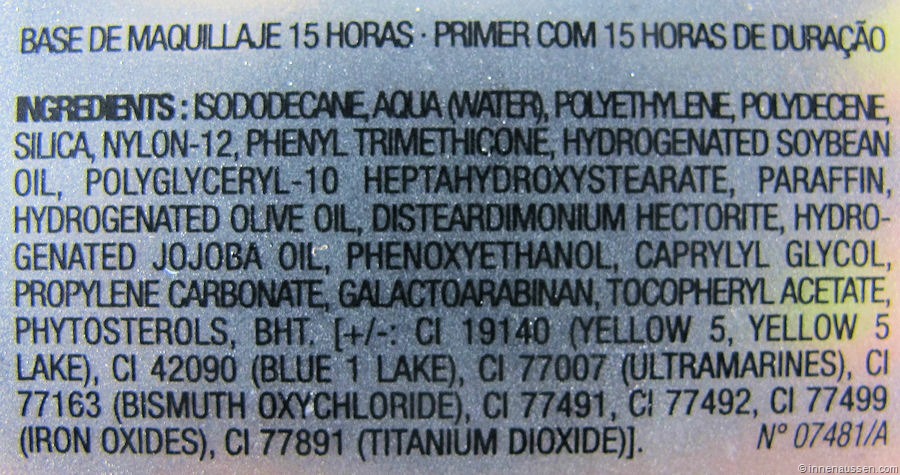 BASE DE MAQUILLAJE 15 HORAS · PRIMER COM 15 HORAS DE DURAÇÃO
INGREDIENTS : ISODODECANE, AQUA (WATER), POLYETHYLENE, POLYDECENE,
SILICA, NYLON-12, PHENYL TRIMETHICONE, HYDROGENATED SOYBEAN
OIL, POLYGLYCERYL-10 HEPTAHYDROXYSTEARATE, PARAFFIN,
HYDROGENATED OLIVE OIL, DISTEARDIMONIUM HECTORITE, HYDRO-
GENATED JOJOBA OIL, PHENOXYETHANOL, CAPRYLYL GLYCOL,
PROPYLENE CARBONATE, GALACTOARABINAN, TOCOPHERYL ACETATE,
PHYTOSTEROLS, BHT. [+/-: CI 19140 (YELLOW 5, YELLOW 5
LAKE), CI 42090 (BLUE 1 LAKE), CI 77007 (ULTRAMARINES), CI
77163 (BISMUTH OXYCHLORIDE), CI 77491, CI 77492, CI 77499
(IRON OXIDES), CI 77891 (TITANIUM DIOXIDE)].
N° 07481/A
© innenaussen.com